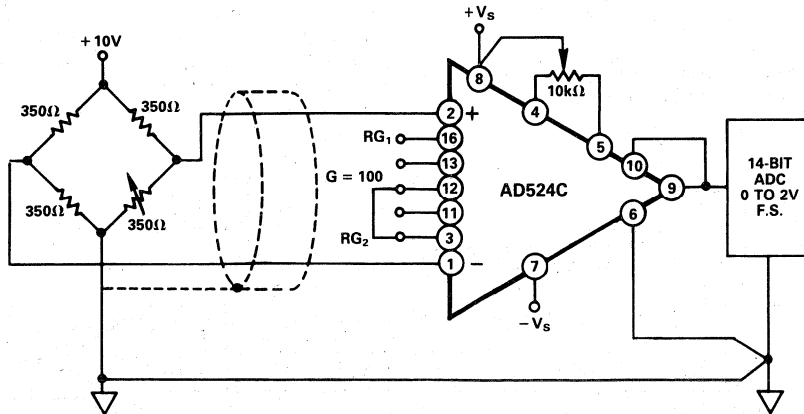 +VS
+10V
350Ω
350Ω
350Ω
350Ω
8
10kΩ
4
2
+
RG1
16
13
5
10
G = 100
12
AD524C
9
11
6
RG2
3
1
−
7
−VS
14-BIT
ADC
0 TO 2V
F.S.